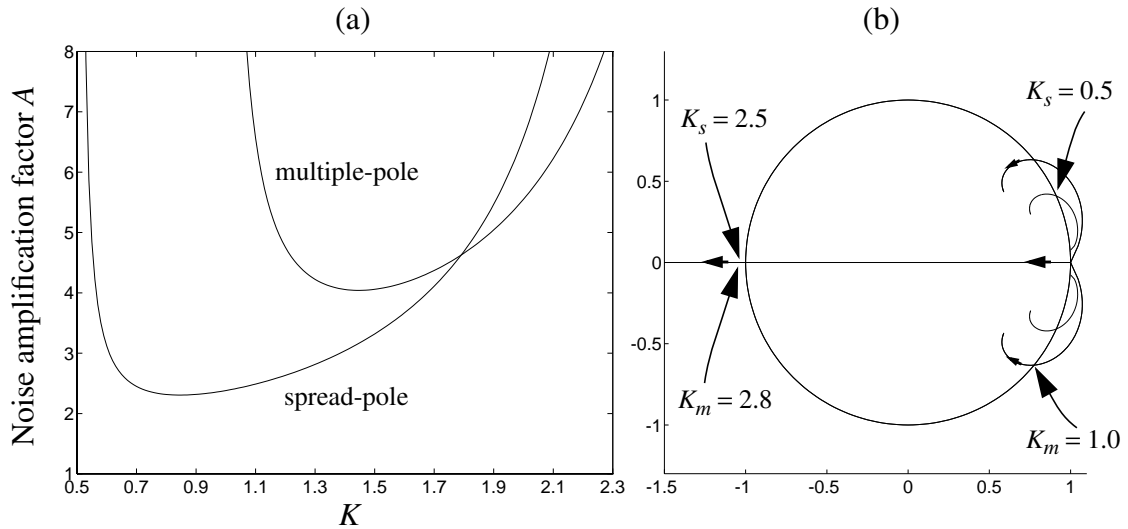 (a)
(b)
Noise amplification factor A
8
7
6
5
4
3
2
1
0.5
0.7
0.9
1.1
1.3
1.5
1.7
1.9
2.1
2.3
K
multiple-pole
spread-pole
K_s = 2.5
K_s = 0.5
K_m = 2.8
K_m = 1.0
1
0.5
0
-0.5
-1
-1.5
-1
-0.5
0
0.5
1